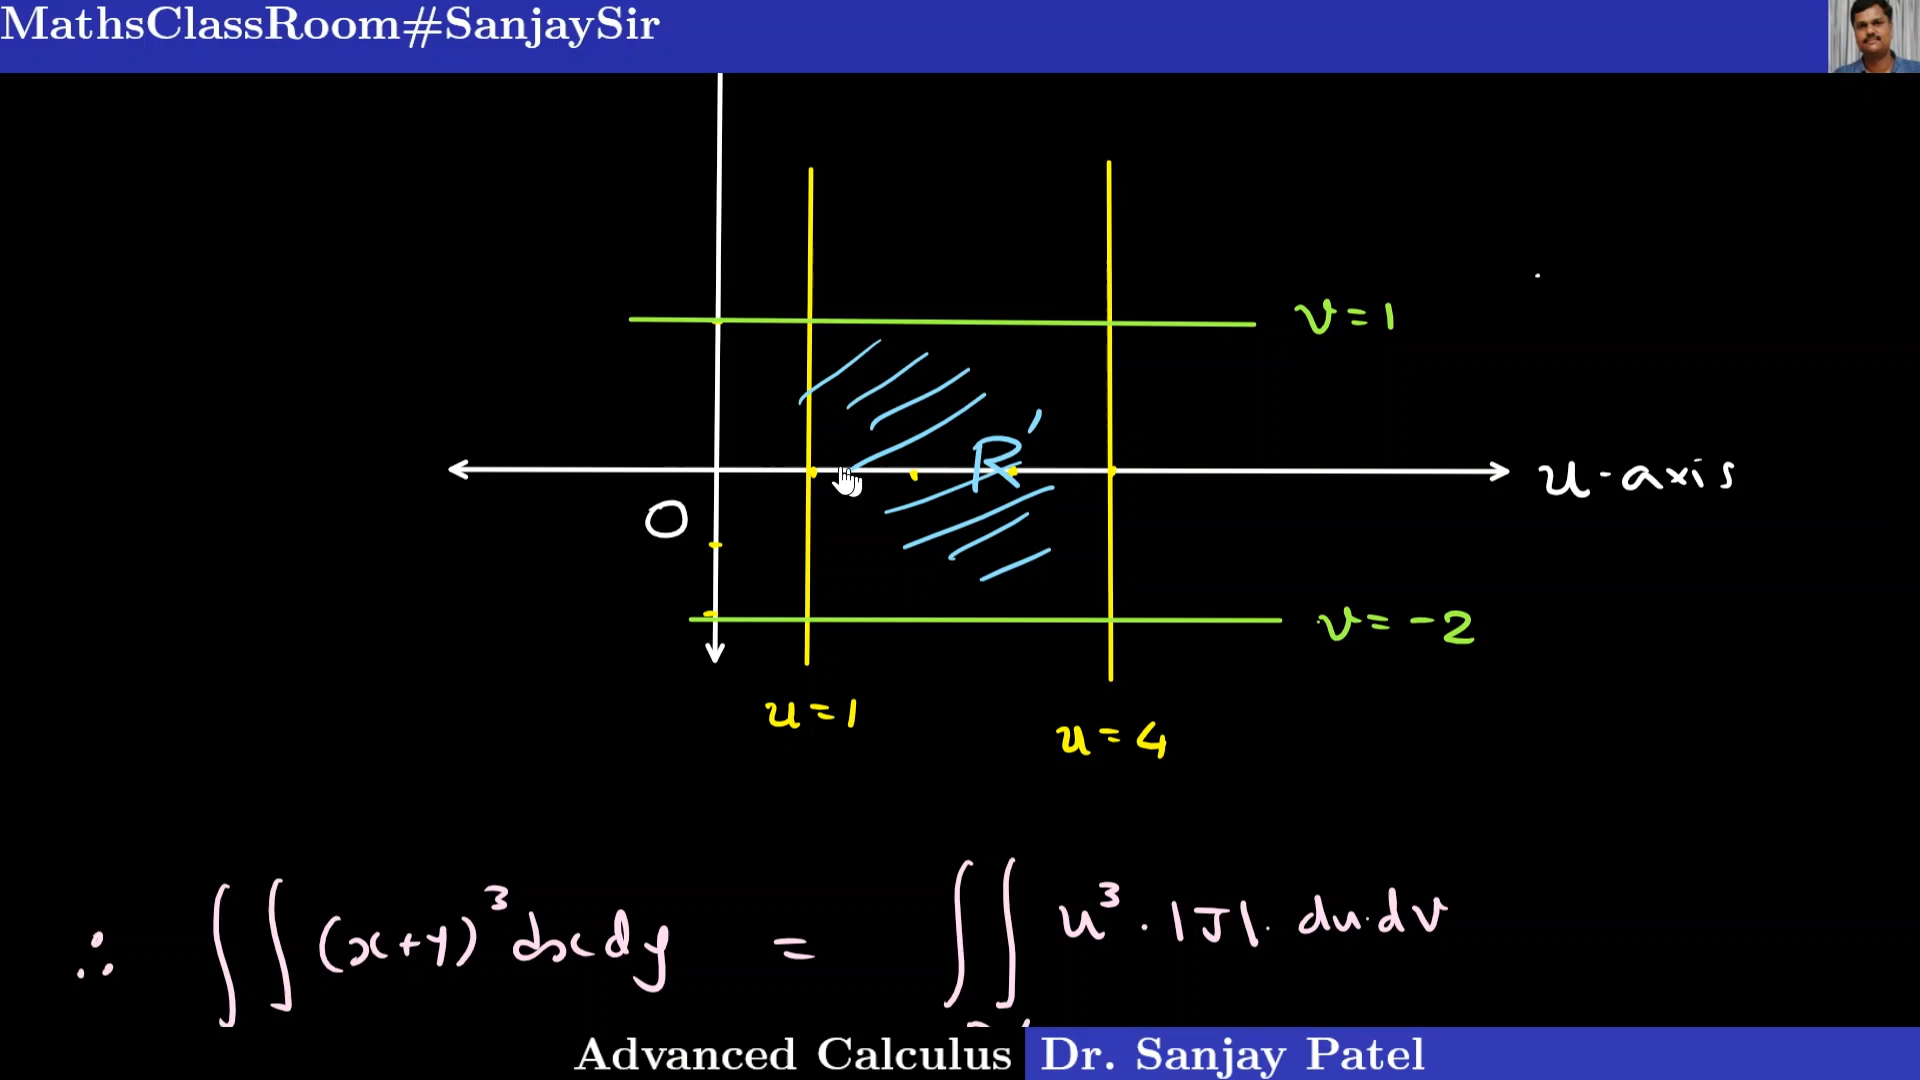 MathsClassRoom#SanjaySir
v = 1
R′
u - axis
O
v = -2
u = 1
u = 4
∴ ∫∫ (x+y)³ dx dy = ∫∫ u³ · |J| · du · dv
Advanced Calculus Dr. Sanjay Patel